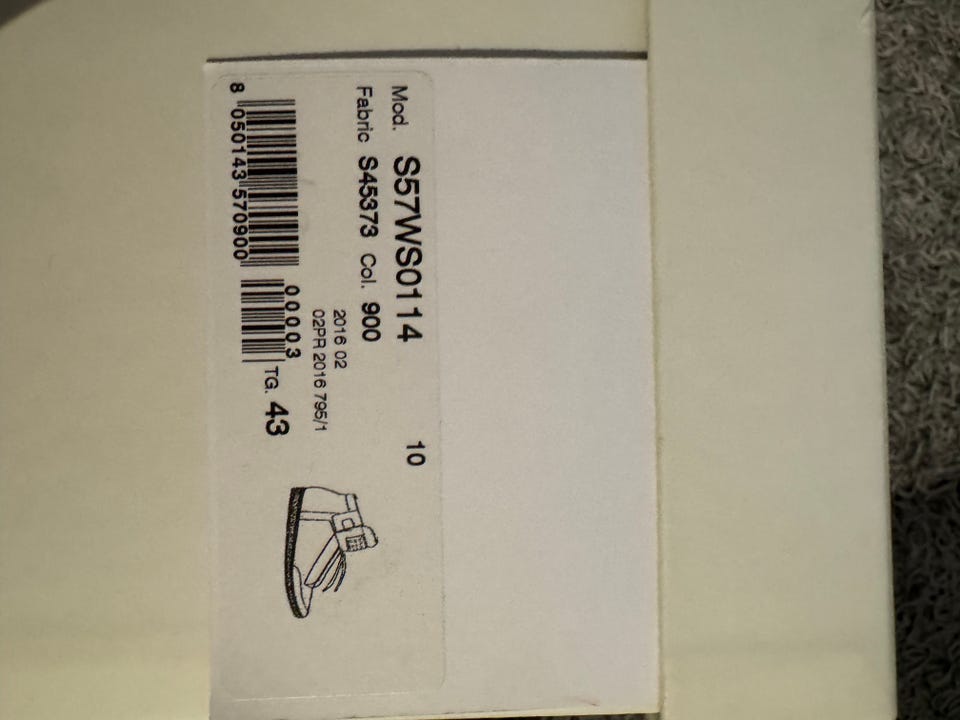 Mod. S57WS0114 10
Fabric S45373 Col. 900
2016 02
02PR 2016 795/1
00003
TG. 43
8 050143 570900